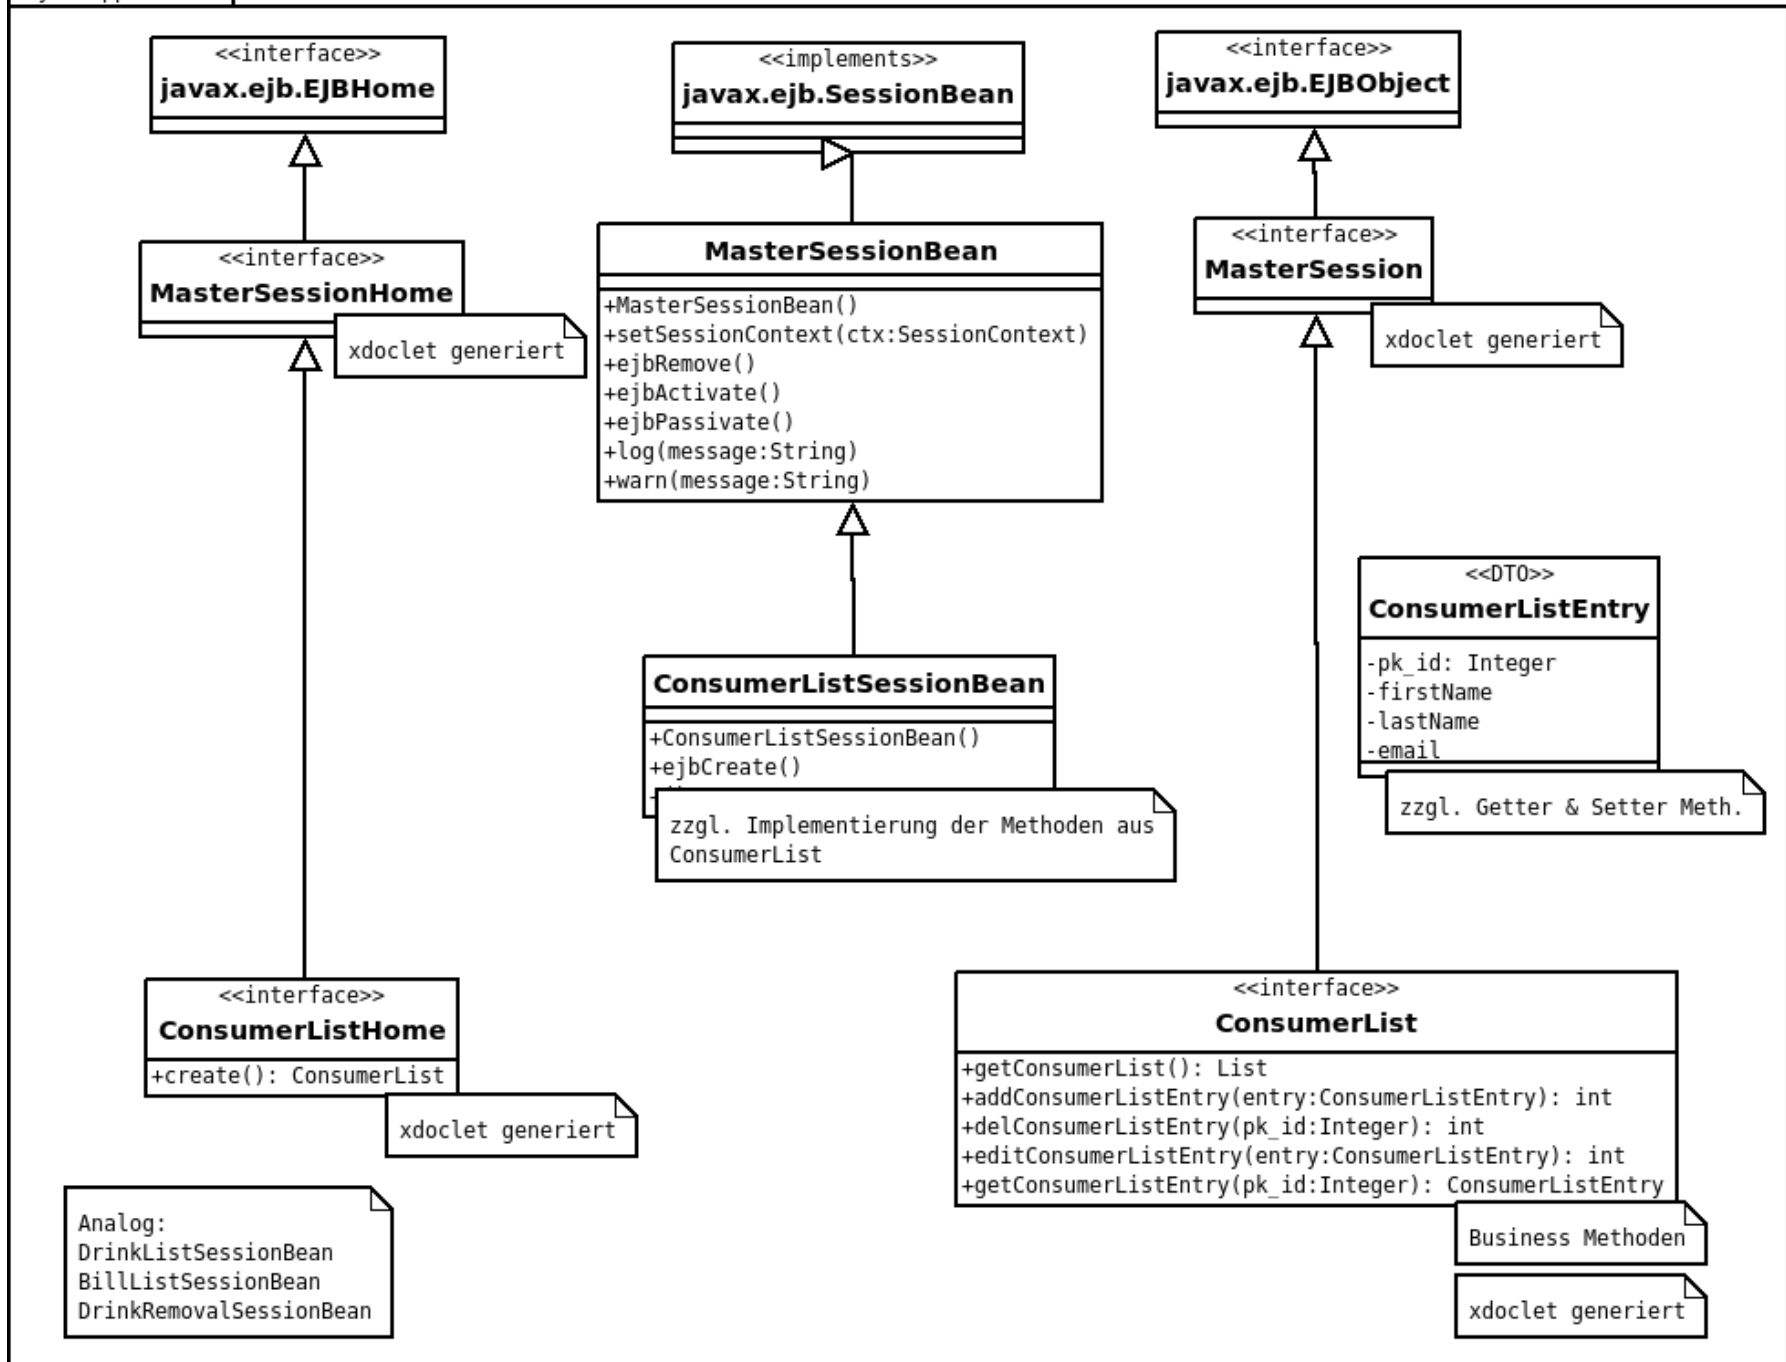 <<interface>>
javax.ejb.EJBHome
<<implements>>
javax.ejb.SessionBean
<<interface>>
javax.ejb.EJBObject
<<interface>>
MasterSessionHome
xdoclet generiert
MasterSessionBean
+MasterSessionBean()
+setSessionContext(ctx:SessionContext)
+ejbRemove()
+ejbActivate()
+ejbPassivate()
+log(message:String)
+warn(message:String)
<<interface>>
MasterSession
xdoclet generiert
<<DTO>>
ConsumerListEntry
-pk_id: Integer
-firstName
-lastName
-email
zzgl. Getter & Setter Meth.
ConsumerListSessionBean
+ConsumerListSessionBean()
+ejbCreate()
zzgl. Implementierung der Methoden aus
ConsumerList
<<interface>>
ConsumerListHome
+create(): ConsumerList
xdoclet generiert
<<interface>>
ConsumerList
+getConsumerList(): List
+addConsumerListEntry(entry:ConsumerListEntry): int
+delConsumerListEntry(pk_id:Integer): int
+editConsumerListEntry(entry:ConsumerListEntry): int
+getConsumerListEntry(pk_id:Integer): ConsumerListEntry
Business Methoden
xdoclet generiert
Analog:
DrinkListSessionBean
BillListSessionBean
DrinkRemovalSessionBean